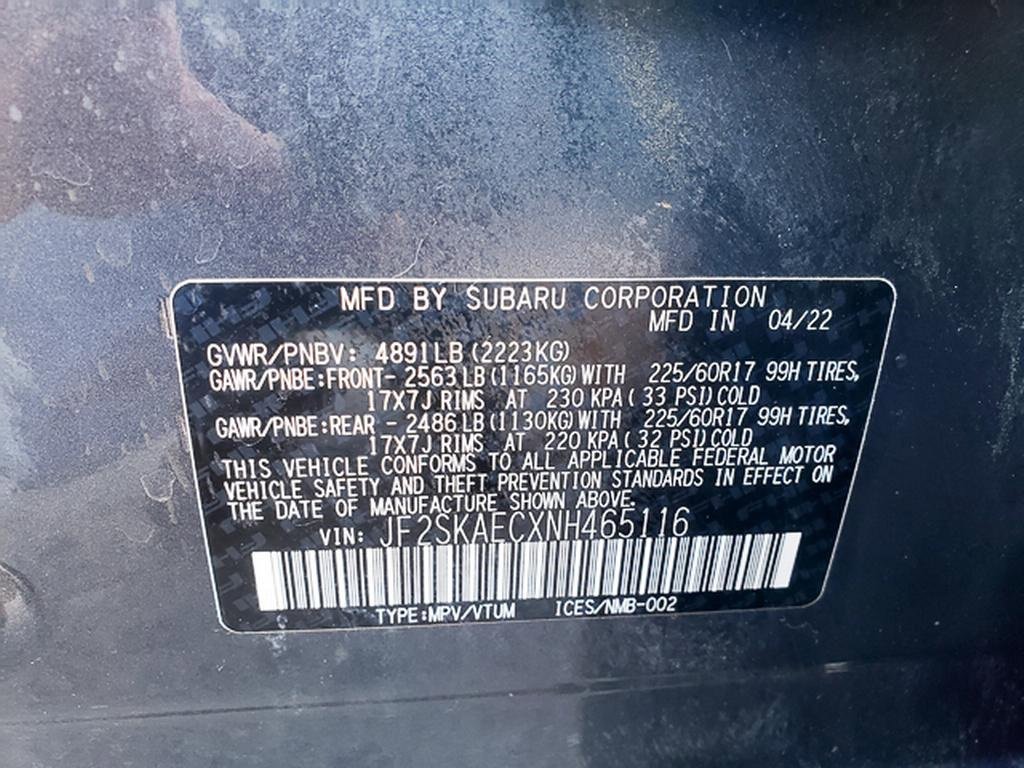 MFD BY SUBARU CORPORATION
MFD IN 04/22
GVWR/PNBV: 4891LB (2223KG)
GAWR/PNBE:FRONT- 2563LB (1165KG) WITH 225/60R17 99H TIRES,
17X7J RIMS AT 230 KPA ( 33 PSI) COLD
GAWR/PNBE:REAR - 2486LB (1130KG) WITH 225/60R17 99H TIRES,
17X7J RIMS AT 220 KPA ( 32 PSI) COLD
THIS VEHICLE CONFORMS TO ALL APPLICABLE FEDERAL MOTOR
VEHICLE SAFETY AND THEFT PREVENTION STANDARDS IN EFFECT ON
THE DATE OF MANUFACTURE SHOWN ABOVE.
VIN: JF2SKAECXNH465116
TYPE:MPV/VTUM ICES/NMB-002